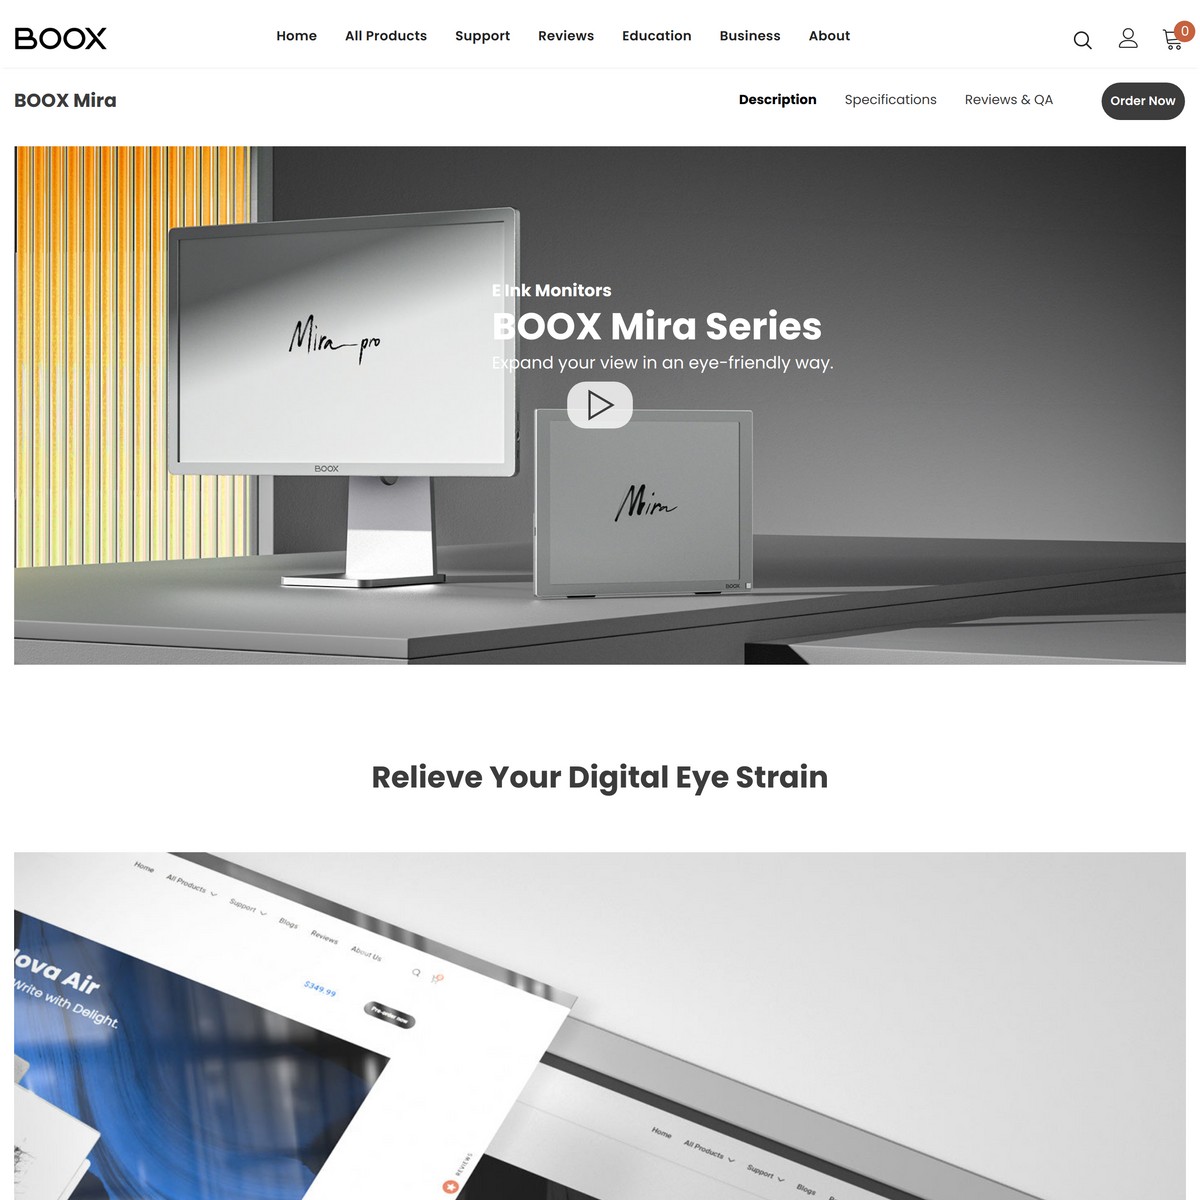 BOOX
Home
All Products
Support
Reviews
Education
Business
About
0
BOOX Mira
Description
Specifications
Reviews & QA
Order Now
E Ink Monitors
BOOX Mira Series
Expand your view in an eye-friendly way.
Mira pro
BOOX
Mira
BOOX
Relieve Your Digital Eye Strain
Home
All Products
Support
Blogs
Reviews
About Us
$349.99
Pre-order now
ova Air
Write with Delight.
REVIEWS
Home
All Products
Support
Blogs